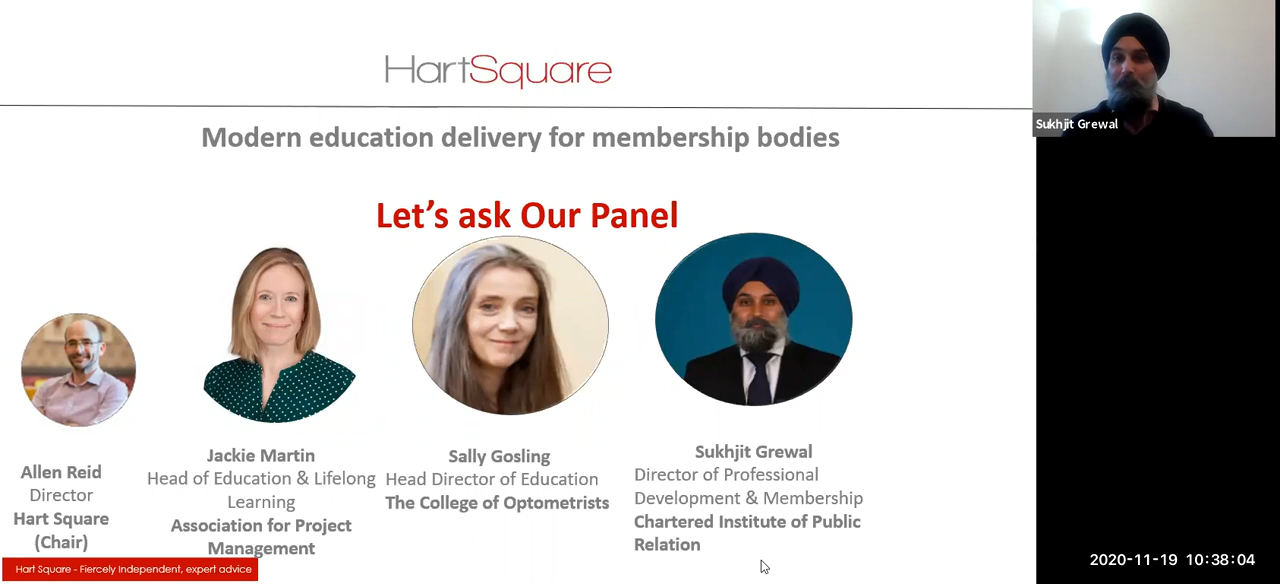 HartSquare
Modern education delivery for membership bodies
Let's ask Our Panel
Allen Reid
Director
Hart Square
(Chair)
Jackie Martin
Head of Education & Lifelong
Learning
Association for Project
Management
Sally Gosling
Head Director of Education
The College of Optometrists
Sukhjit Grewal
Director of Professional
Development & Membership
Chartered Institute of Public
Relation
Hart Square - Fiercely Independent, expert advice
Sukhjit Grewal
2020-11-19 10:38:04